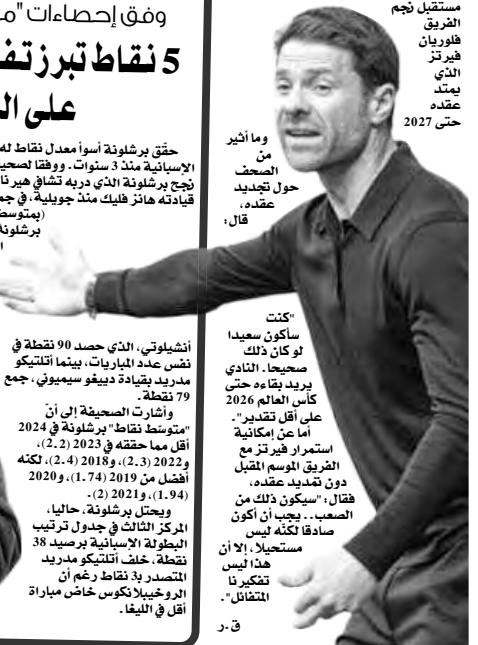 مستقبل نجم
الفريق
فلوريان
فيرتز
الذي
يمتد
عقده
حتى 2027
وما أثير
من
الصحف
حول تجديد
عقده،
قال:
"كنت
سأكون سعيدا
لو كان ذلك
صحيحا. النادي
يريد بقاءه حتى
كأس العالم 2026
على أقل تقدير".
أما عن إمكانية
استمرار فيرتز مع
الفريق الموسم المقبل
دون تمديد عقده،
فقال: "سيكون ذلك من
الصعب.. يجب أن أكون
صادقا لكنّه ليس
مستحيلا، إلا أن
هذا ليس
تفكيرنا
المتفائل".
ق.ر
وفق إحصاءات
5 نقاط تبرز
على
حقّق برشلونة أسوأ معدل نقاط له
الإسبانية منذ 3 سنوات. ووفقا
نجح برشلونة الذي دربه تشافي
قيادته هانز فليك منذ جويلية، في
برشلونة
أنشيلوتي، الذي حصد 90 نقطة في
نفس عدد المباريات، بينما أتلتيكو
مدريد بقيادة دييغو سيميوني، جمع
79 نقطة.
وأشارت الصحيفة إلى أنّ
"متوسّط نقاط" برشلونة في 2024
أقل مما حققه في 2023 (2.2)،
و2022 (2.3)، و2018 (2.4)، لكنه
أفضل من 2019 (1.74)، و2020
(1.94)، و2021 (2).
ويحتل برشلونة، حاليا،
المركز الثالث في جدول ترتيب
البطولة الإسبانية برصيد 38
نقطة، خلف أتلتيكو مدريد
المتصدر بـ3 نقاط رغم أن
الروخيبلانكوس خاض مباراة
أقل في الليغا.